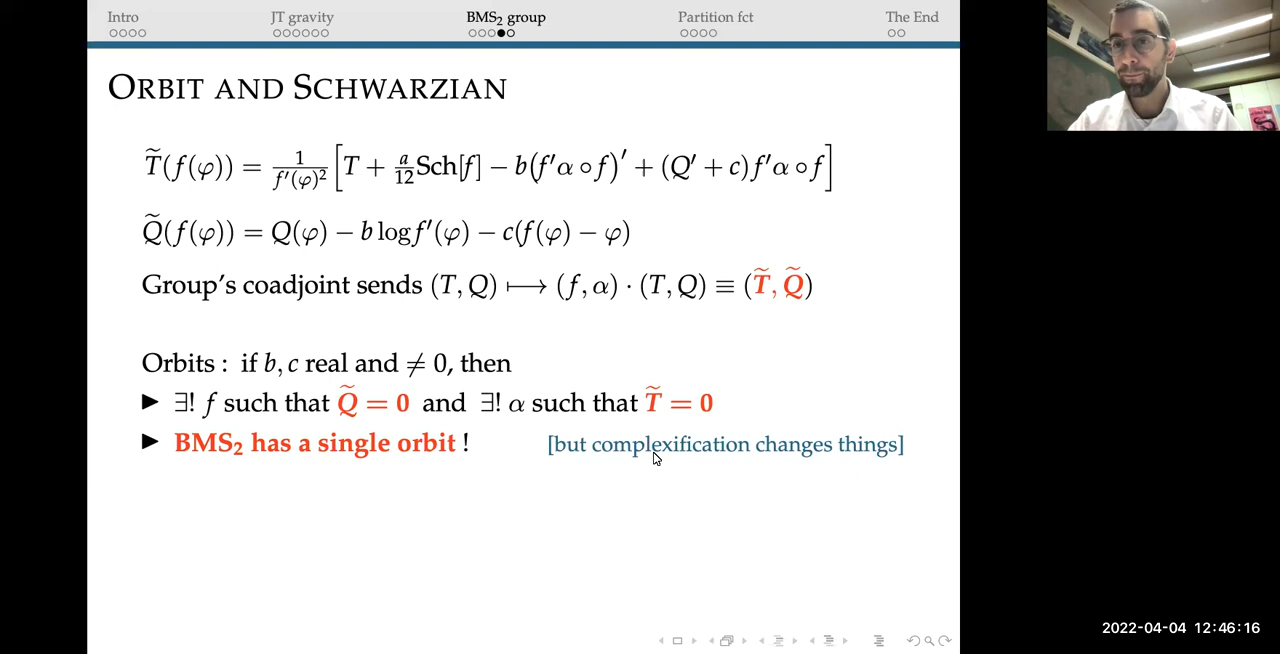 Intro JT gravity BMS₂ group Partition fct The End
ORBIT AND SCHWARZIAN
T̃(f(φ)) = 1/f′(φ)² [T + a/12 Sch[f] − b(f′α ∘ f)′ + (Q′ + c)f′α ∘ f]
Q̃(f(φ)) = Q(φ) − b log f′(φ) − c(f(φ) − φ)
Group's coadjoint sends (T, Q) ⟼ (f, α) · (T, Q) ≡ (T̃, Q̃)
Orbits : if b, c real and ≠ 0, then
▶ ∃! f such that Q̃ = 0 and ∃! α such that T̃ = 0
▶ BMS₂ has a single orbit ! [but complexification changes things]
2022-04-04 12:46:16